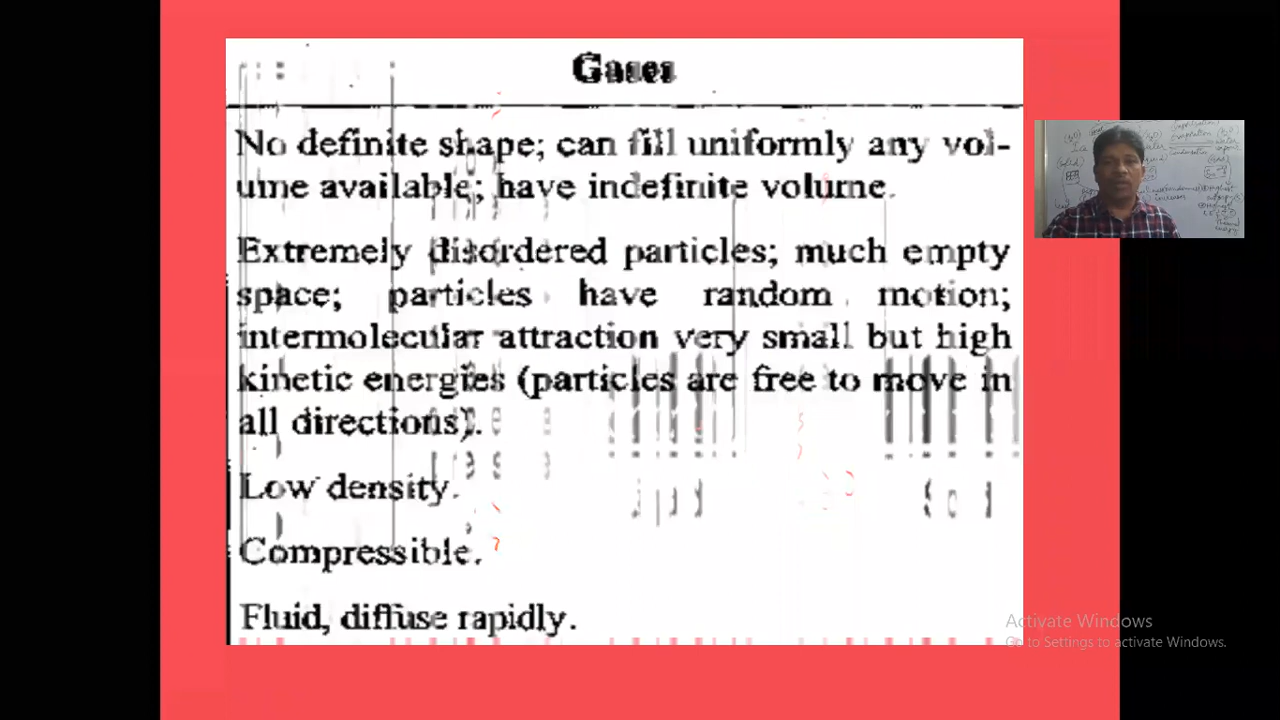 Gases
No definite shape; can fill uniformly any vol-
ume available; have indefinite volume.
Extremely disordered particles; much empty
space; particles have random motion;
intermolecular attraction very small but high
kinetic energies (particles are free to move in
all directions).
Low density.
Compressible.
Fluid, diffuse rapidly.
Condensation
Activate Windows
Go to Settings to activate Windows.